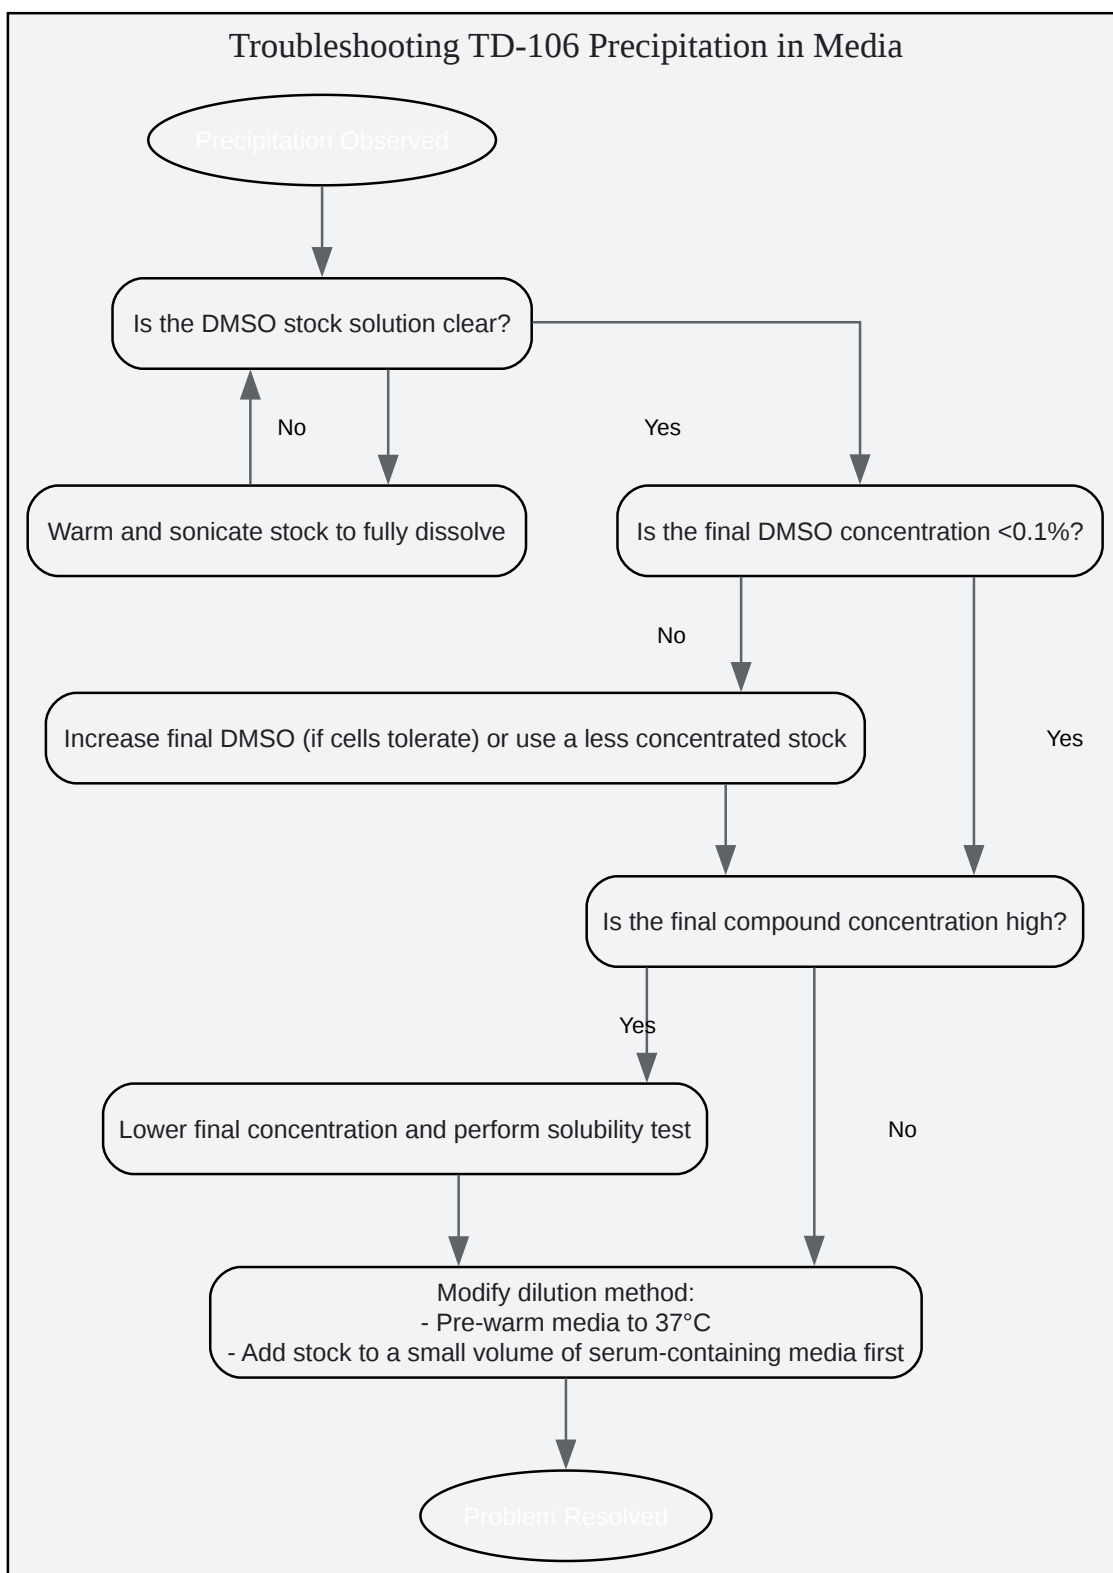 Troubleshooting TD-106 Precipitation in Media
Precipitation Observed
Is the DMSO stock solution clear?
No
Yes
Warm and sonicate stock to fully dissolve
Is the final DMSO concentration <0.1%?
No
Increase final DMSO (if cells tolerate) or use a less concentrated stock
Yes
Is the final compound concentration high?
Yes
Lower final concentration and perform solubility test
No
Modify dilution method:
- Pre-warm media to 37°C
- Add stock to a small volume of serum-containing media first
Problem Resolved